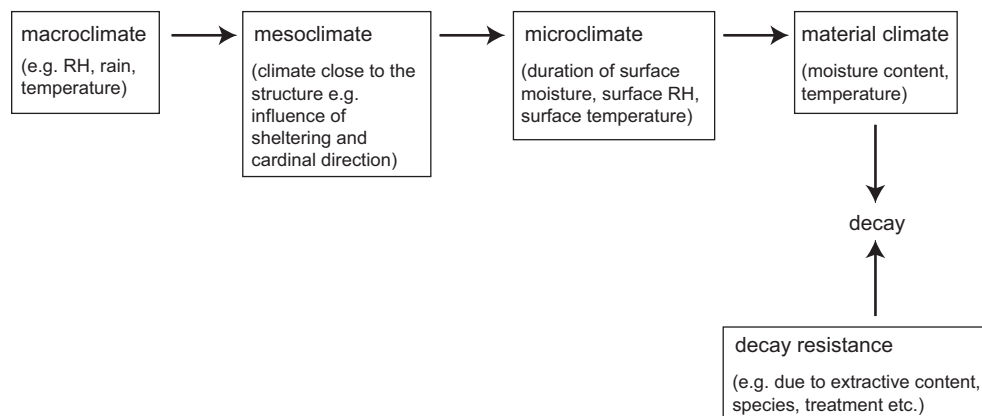 macroclimate
(e.g. RH, rain,
temperature)
mesoclimate
(climate close to the
structure e.g.
influence of
sheltering and
cardinal direction)
microclimate
(duration of surface
moisture, surface RH,
surface temperature)
material climate
(moisture content,
temperature)
decay
decay resistance
(e.g. due to extractive content,
species, treatment etc.)